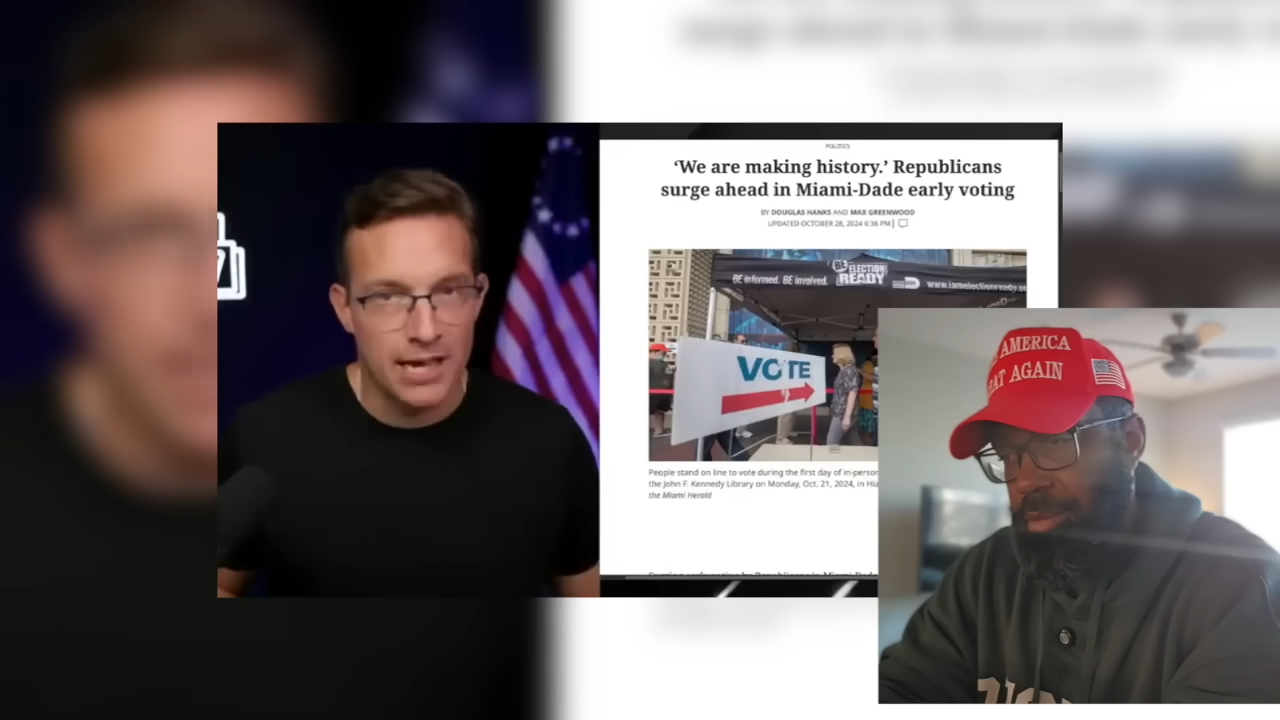 POLITICS
‘We are making history.’ Republicans
surge ahead in Miami-Dade early voting
BY DOUGLAS HANKS AND MAX GREENWOOD
UPDATED OCTOBER 28, 2024 6:36 PM
BE informed. BE involved. BE ELECTION READY
VOTE
People stand on line to vote during the first day of in-person
the John F. Kennedy Library on Monday, Oct. 21, 2024, in
the Miami Herald
AMERICA
AGAIN
7